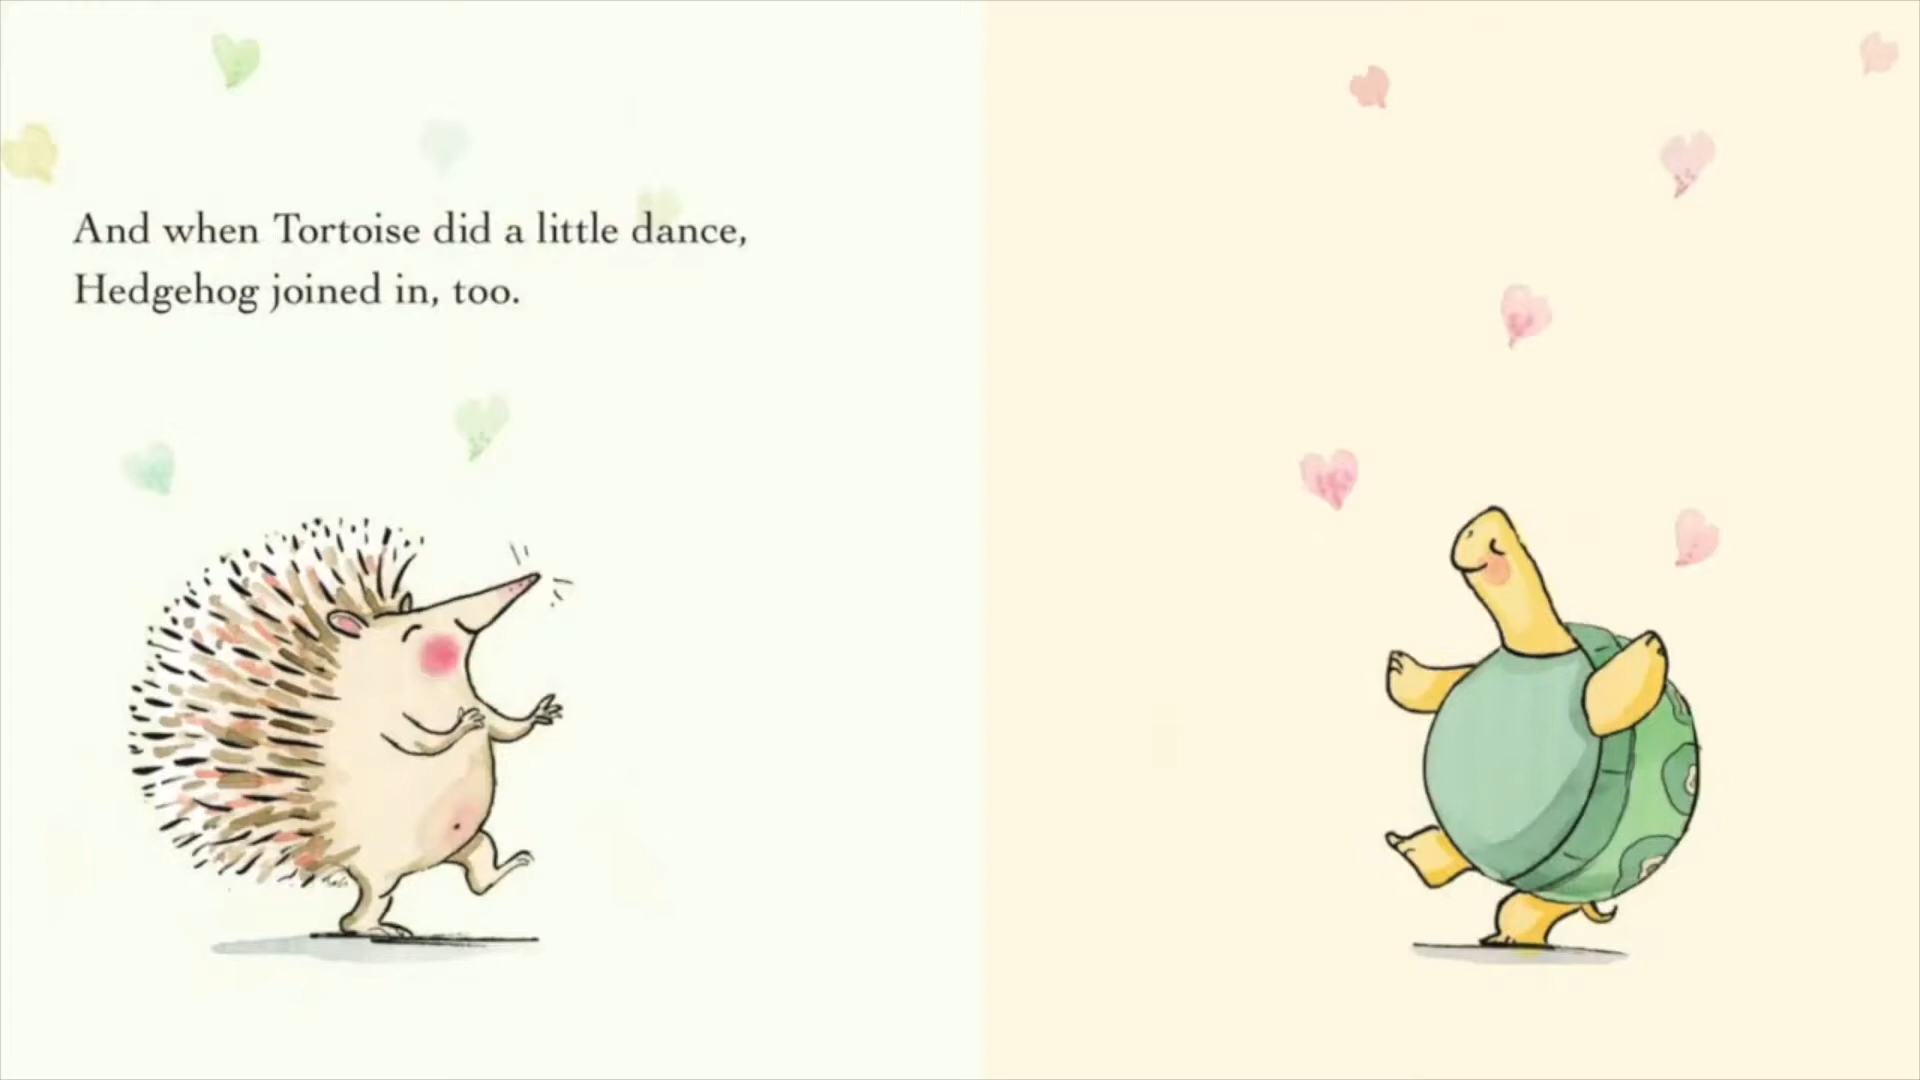 And when Tortoise did a little dance,
Hedgehog joined in, too.